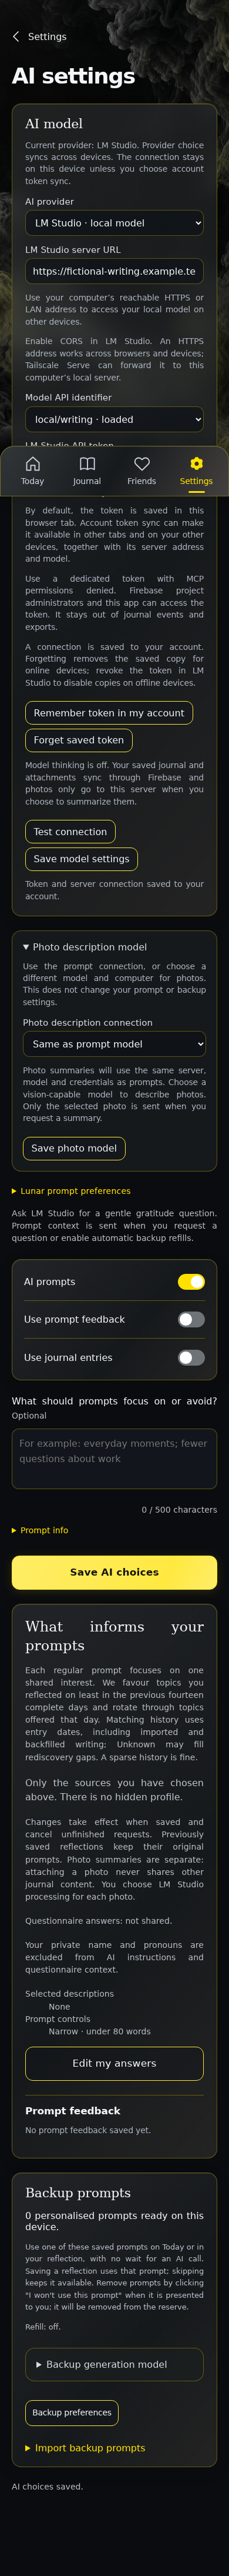 Settings
AI settings
AI model
Current provider: LM Studio. Provider choice
syncs across devices. The connection stays
on this device unless you choose account
token sync.
AI provider
LM Studio · local model
LM Studio server URL
https://fictional-writing.example.te
Use your computer's reachable HTTPS or
LAN address to access your local model on
other devices.
Enable CORS in LM Studio. An HTTPS
address works across browsers and devices;
Tailscale Serve can forward it to this
computer's local server.
Model API identifier
local/writing · loaded
LM Studio API token
Today
Journal
Friends
Settings
By default, the token is saved in this
browser tab. Account token sync can make
it available in other tabs and on your other
devices, together with its server address
and model.
Use a dedicated token with MCP
permissions denied. Firebase project
administrators and this app can access the
token. It stays out of journal events and
exports.
A connection is saved to your account.
Forgetting removes the saved copy for
online devices; revoke the token in LM
Studio to disable copies on offline devices.
Remember token in my account
Forget saved token
Model thinking is off. Your saved journal and
attachments sync through Firebase and
photos only go to this server when you
choose to summarize them.
Test connection
Save model settings
Token and server connection saved to your
account.
Photo description model
Use the prompt connection, or choose a
different model and computer for photos.
This does not change your prompt or backup
settings.
Photo description connection
Same as prompt model
Photo summaries will use the same server,
model and credentials as prompts. Choose a
vision-capable model to describe photos.
Only the selected photo is sent when you
request a summary.
Save photo model
Lunar prompt preferences
Ask LM Studio for a gentle gratitude question.
Prompt context is sent when you request a
question or enable automatic backup refills.
AI prompts
Use prompt feedback
Use journal entries
What should prompts focus on or avoid?
Optional
For example: everyday moments; fewer
questions about work
0 / 500 characters
Prompt info
Save AI choices
What informs your
prompts
Each regular prompt focuses on one
shared interest. We favour topics you
reflected on least in the previous fourteen
complete days and rotate through topics
offered that day. Matching history uses
entry dates, including imported and
backfilled writing; Unknown may fill
rediscovery gaps. A sparse history is fine.
Only the sources you have chosen
above. There is no hidden profile.
Changes take effect when saved and
cancel unfinished requests. Previously
saved reflections keep their original
prompts. Photo summaries are separate:
attaching a photo never shares other
journal content. You choose LM Studio
processing for each photo.
Questionnaire answers: not shared.
Your private name and pronouns are
excluded from AI instructions and
questionnaire context.
Selected descriptions
None
Prompt controls
Narrow · under 80 words
Edit my answers
Prompt feedback
No prompt feedback saved yet.
Backup prompts
0 personalised prompts ready on this
device.
Use one of these saved prompts on Today or in
your reflection, with no wait for an AI call.
Saving a reflection uses that prompt; skipping
keeps it available. Remove prompts by clicking
"I won't use this prompt" when it is presented
to you; it will be removed from the reserve.
Refill: off.
Backup generation model
Backup preferences
Import backup prompts
AI choices saved.